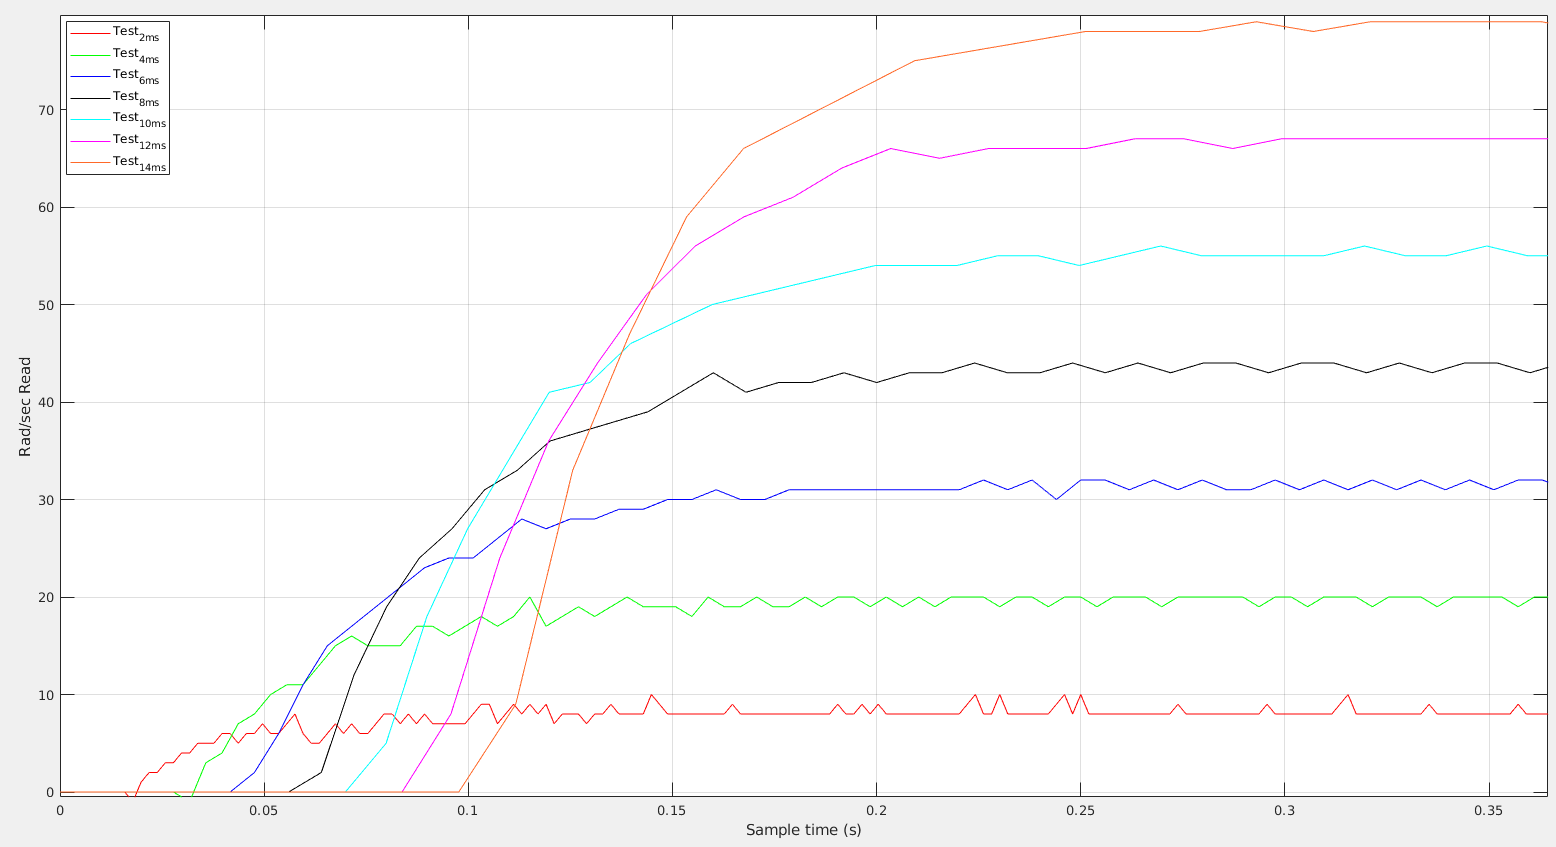 Test2ms
Test4ms
Test6ms
Test8ms
Test10ms
Test12ms
Test14ms
70
60
50
40
30
20
10
0
Rad/sec Read
0 0.05 0.1 0.15 0.2 0.25 0.3 0.35
Sample time (s)